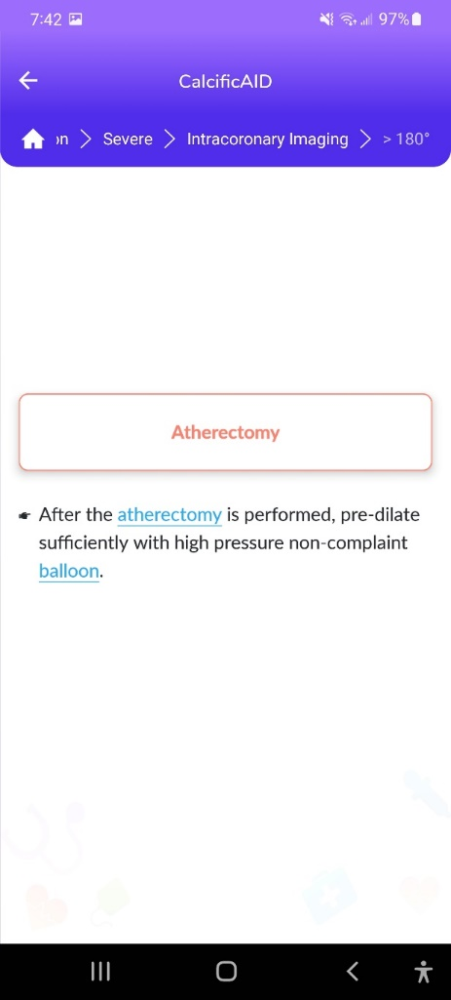 7:42 97%
CalcificAID
on > Severe > Intracoronary Imaging > > 180°
Atherectomy
☛ After the atherectomy is performed, pre-dilate
sufficiently with high pressure non-complaint
balloon.